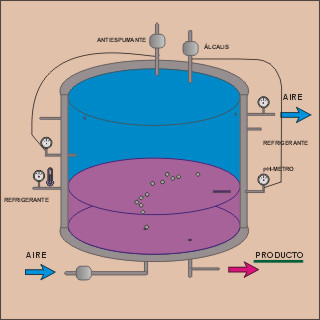 ANTIESPUMANTE
ÁLCALIS
AIRE
REFRIGERANTE
pH-METRO
REFRIGERANTE
AIRE
PRODUCTO